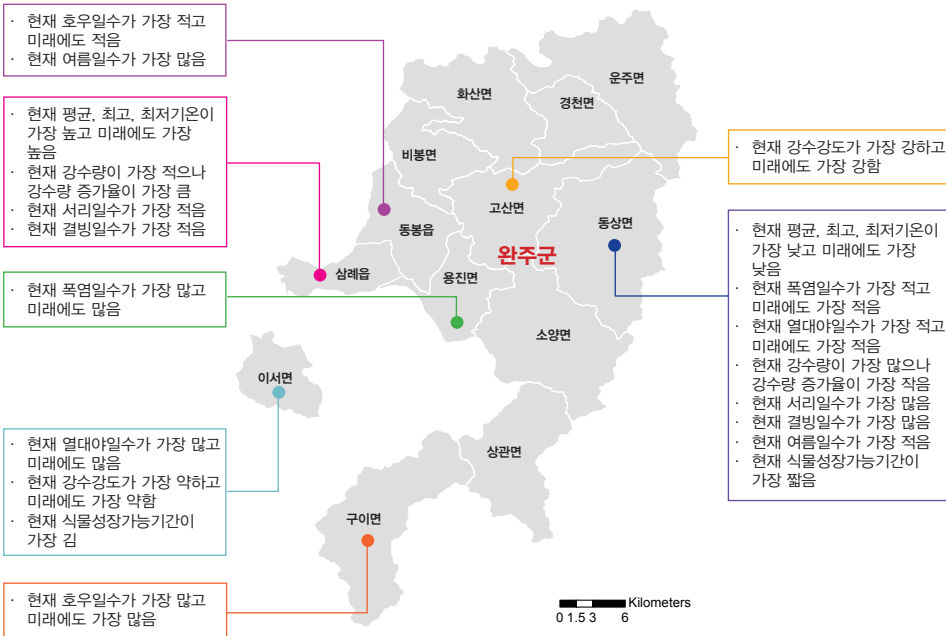 · 현재 호우일수가 가장 적고
미래에도 적음
· 현재 여름일수가 가장 많음
· 현재 평균, 최고, 최저기온이
가장 높고 미래에도 가장
높음
· 현재 강수량이 가장 적으나
강수량 증가율이 가장 큼
· 현재 서리일수가 가장 적음
· 현재 결빙일수가 가장 적음
· 현재 폭염일수가 가장 많고
미래에도 많음
· 현재 열대야일수가 가장 많고
미래에도 많음
· 현재 강수강도가 가장 약하고
미래에도 가장 약함
· 현재 식물성장가능기간이
가장 김
· 현재 호우일수가 가장 많고
미래에도 가장 많음
운주면
화산면
경천면
비봉면
고산면
동상면
동봉읍
완주군
삼례읍
용진면
소양면
이서면
상관면
구이면
· 현재 강수강도가 가장 강하고
미래에도 가장 강함
· 현재 평균, 최고, 최저기온이
가장 낮고 미래에도 가장
낮음
· 현재 폭염일수가 가장 적고
미래에도 가장 적음
· 현재 열대야일수가 가장 적고
미래에도 가장 적음
· 현재 강수량이 가장 많으나
강수량 증가율이 가장 작음
· 현재 서리일수가 가장 많음
· 현재 결빙일수가 가장 많음
· 현재 여름일수가 가장 적음
· 현재 식물성장가능기간이
가장 짧음
Kilometers
0 1.5 3 6